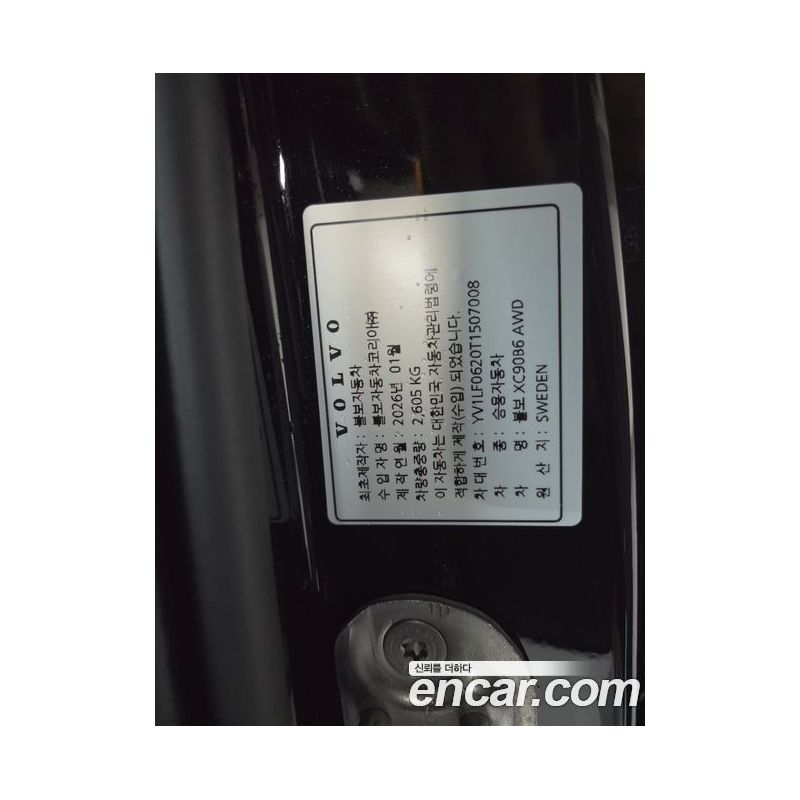 VOLVO
최초제작자 : 볼보자동차
수 입 자 명 : 볼보자동차코리아㈜
제 작 연 월 : 2026년 01월
차량총중량 : 2,605 KG
이 자동차는 대한민국, 자동차관리법령에
적합하게 제작(수입) 되었습니다.
차 대 번 호 : YV1LF0620T1507008
차 종 : 승용자동차
차 명 : 볼보 XC90B6 AWD
원 산 지 : SWEDEN
신뢰를 더하다
encar.com